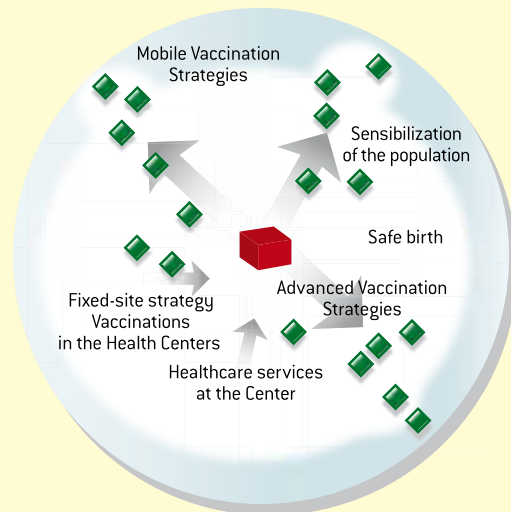 Mobile Vaccination
Strategies
Sensibilization
of the population
Safe birth
Advanced Vaccination
Strategies
Fixed-site strategy
Vaccinations
in the Health Centers
Healthcare services
at the Center